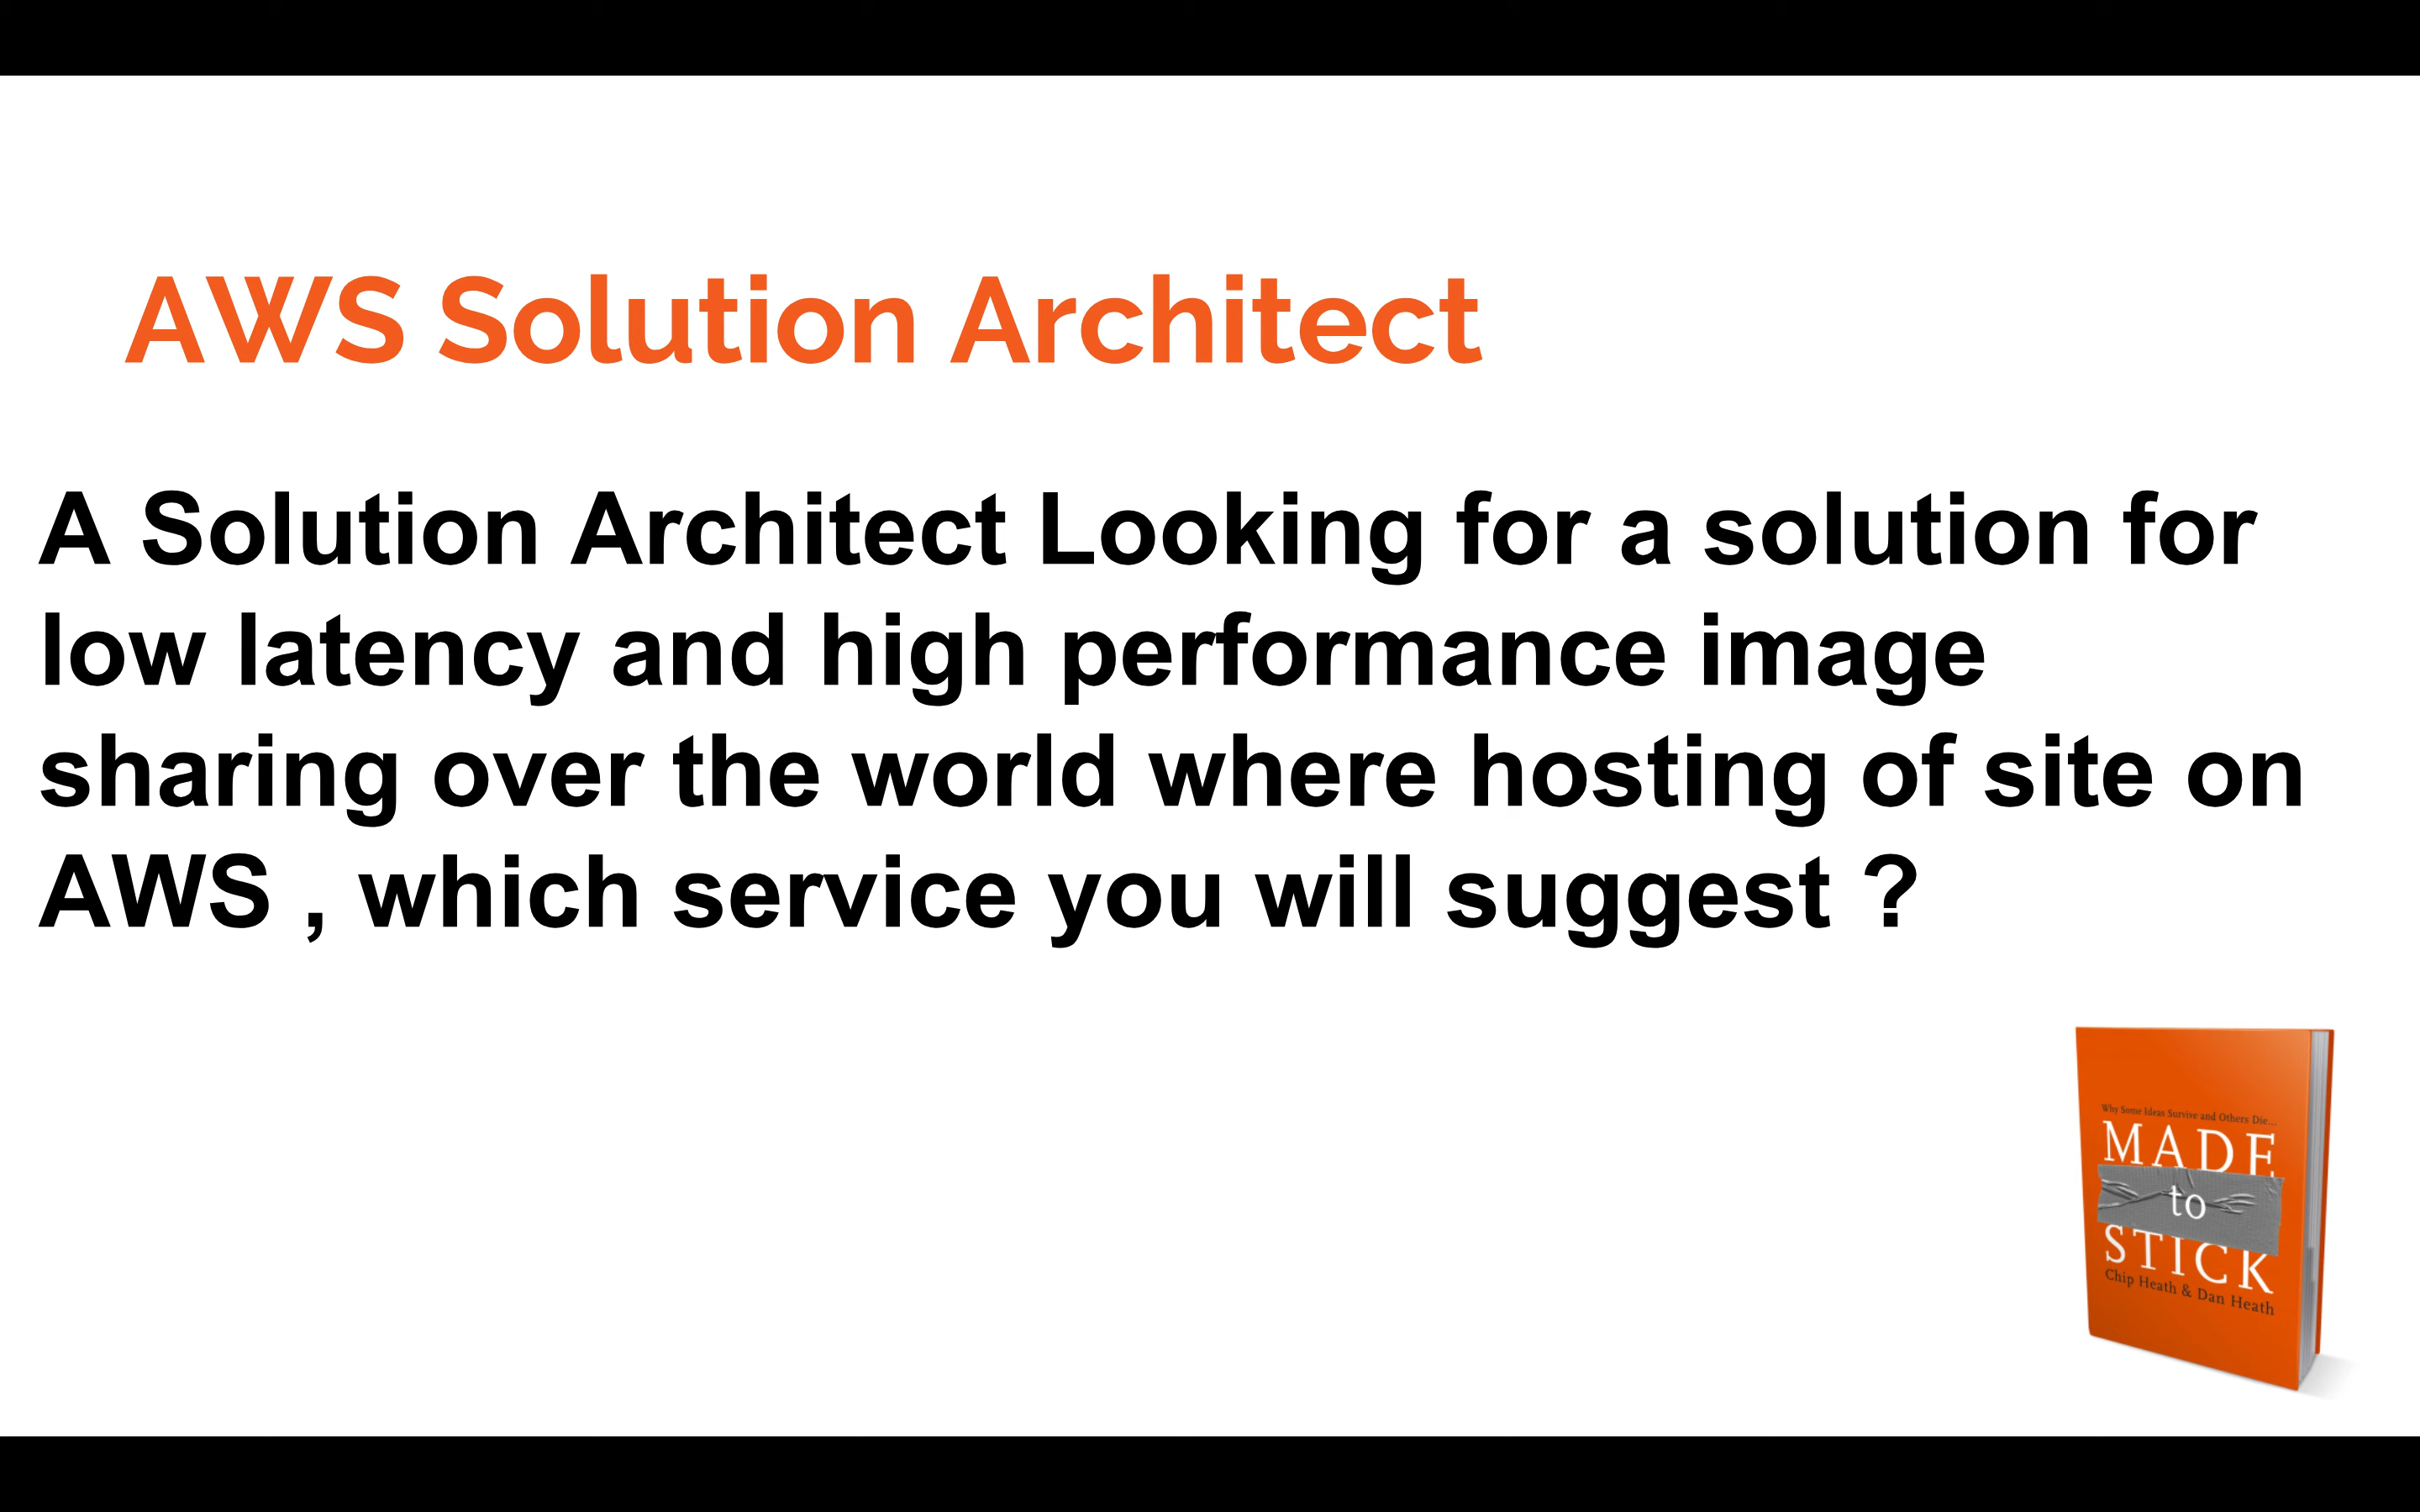 AWS Solution Architect
A Solution Architect Looking for a solution for
low latency and high performance image
sharing over the world where hosting of site on
AWS , which service you will suggest ?
Why Some Ideas Survive and Others Die...
MADE
to
STICK
Chip Heath & Dan Heath